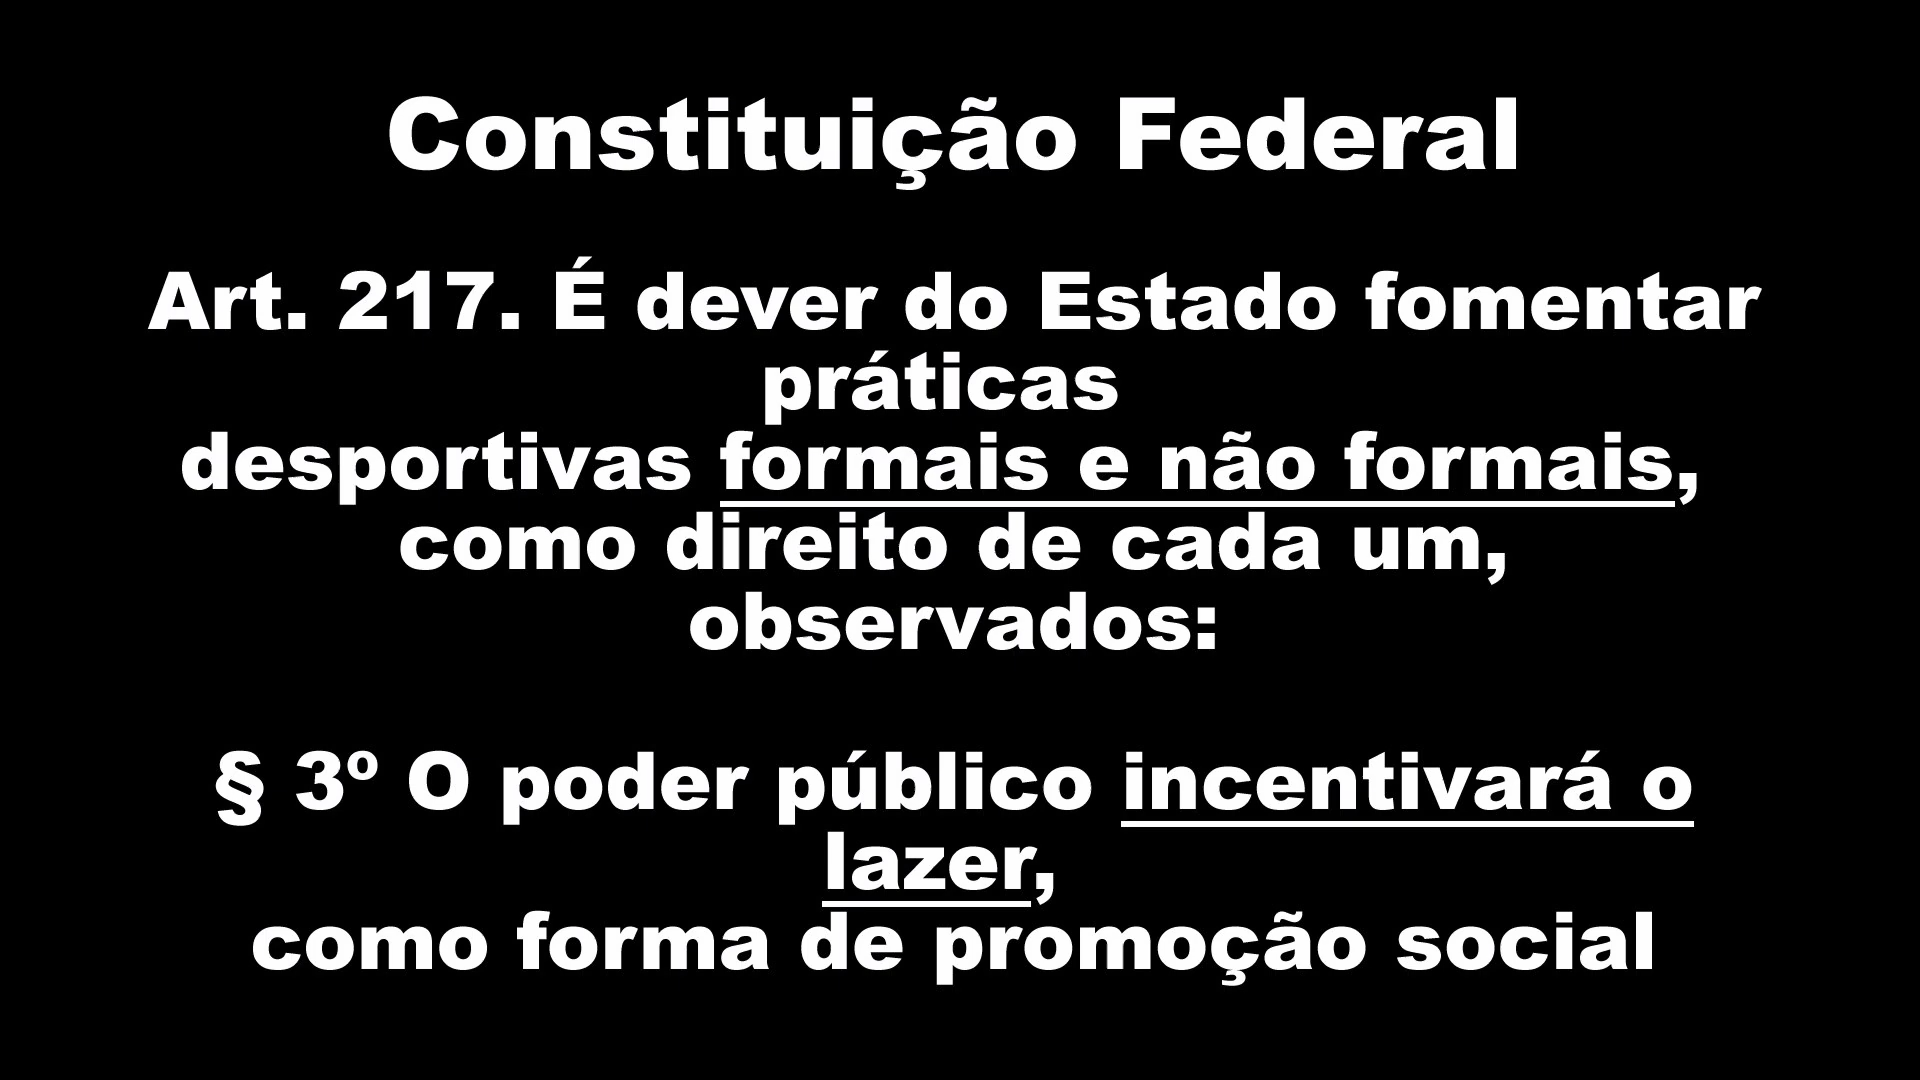 Constituição Federal
Art. 217. É dever do Estado fomentar
práticas
desportivas formais e não formais,
como direito de cada um,
observados:
§ 3º O poder público incentivará o
lazer,
como forma de promoção social